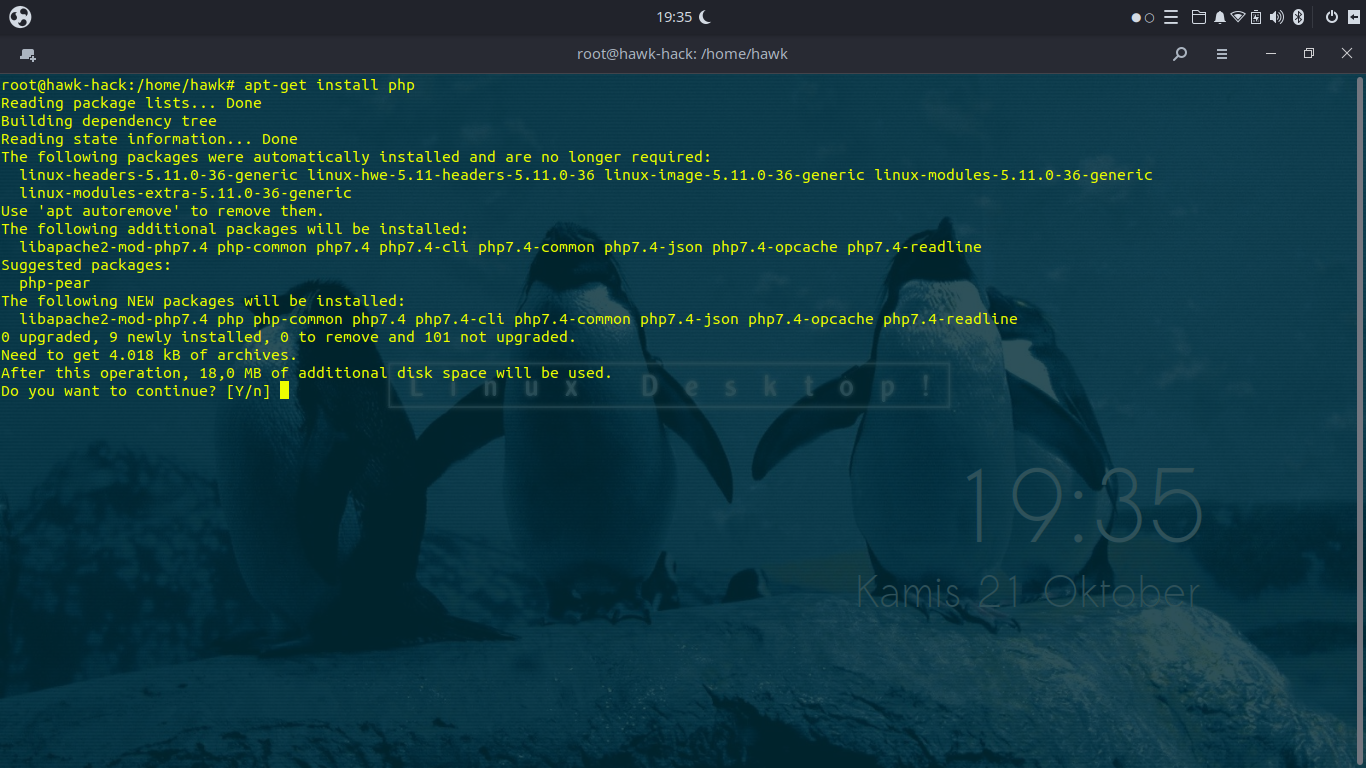 19:35
root@hawk-hack: /home/hawk
root@hawk-hack:/home/hawk# apt-get install php
Reading package lists... Done
Building dependency tree
Reading state information... Done
The following packages were automatically installed and are no longer required:
  linux-headers-5.11.0-36-generic linux-hwe-5.11-headers-5.11.0-36 linux-image-5.11.0-36-generic linux-modules-5.11.0-36-generic
  linux-modules-extra-5.11.0-36-generic
Use 'apt autoremove' to remove them.
The following additional packages will be installed:
  libapache2-mod-php7.4 php-common php7.4 php7.4-cli php7.4-common php7.4-json php7.4-opcache php7.4-readline
Suggested packages:
  php-pear
The following NEW packages will be installed:
  libapache2-mod-php7.4 php php-common php7.4 php7.4-cli php7.4-common php7.4-json php7.4-opcache php7.4-readline
0 upgraded, 9 newly installed, 0 to remove and 101 not upgraded.
Need to get 4.018 kB of archives.
After this operation, 18,0 MB of additional disk space will be used.
Do you want to continue? [Y/n]
Linux Desktop!
19:35
Kamis 21 Oktober